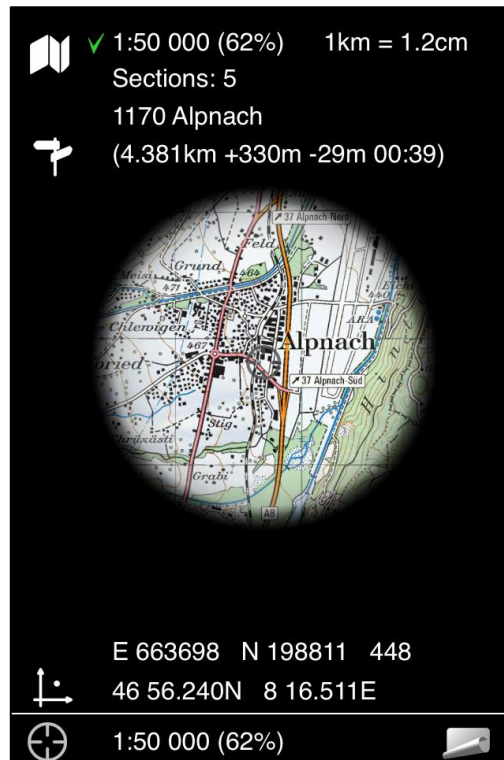 1:50 000 (62%) 1km = 1.2cm
Sections: 5
1170 Alpnach
(4.381km +330m -29m 00:39)
37 Alpnach-Nord
Feld
Grund
464
Meisi
471
440
Chlewigen
ARA
Alpnach
467
oried
37 Alpnach-Süd
Stig
Grabi
A8
E 663698 N 198811 448
46 56.240N 8 16.511E
1:50 000 (62%)